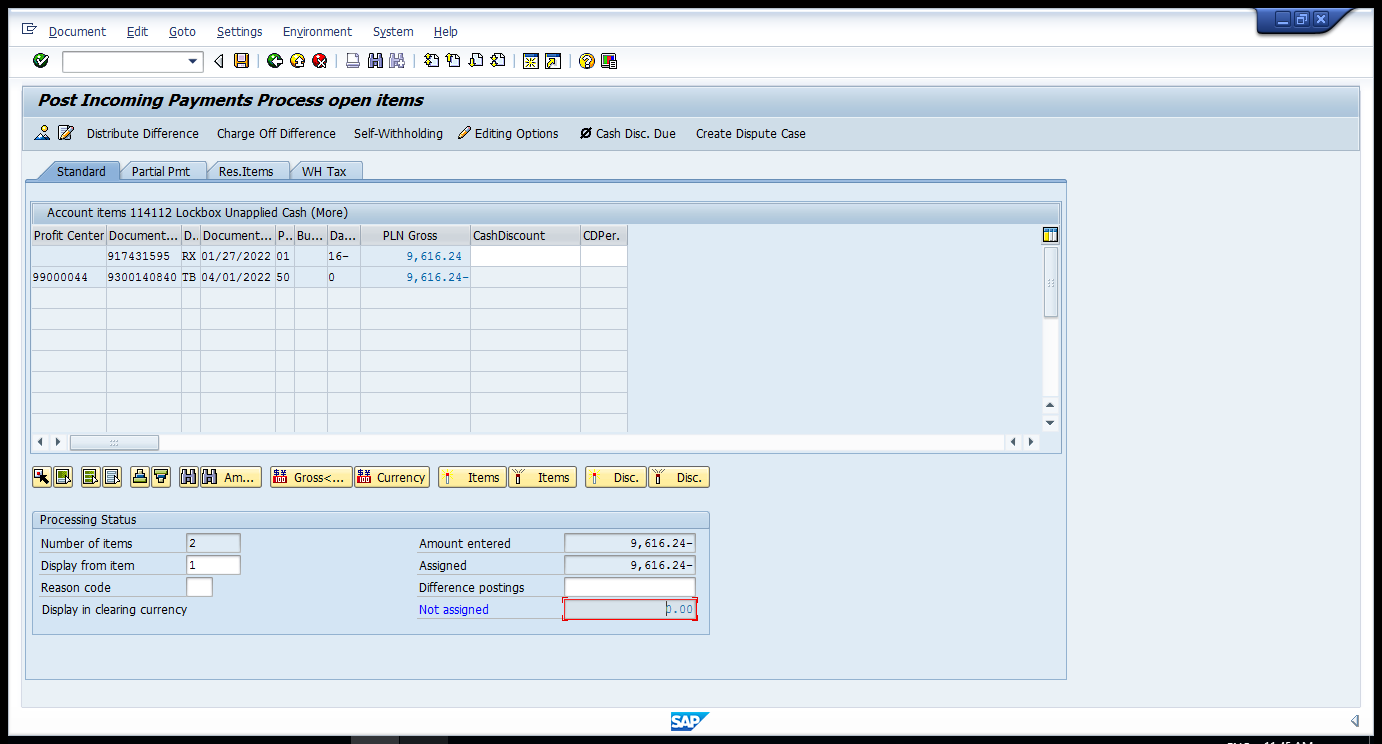 Document Edit Goto Settings Environment System Help
Post Incoming Payments Process open items
Distribute Difference Charge Off Difference Self-Withholding Editing Options Cash Disc. Due Create Dispute Case
Standard Partial Pmt Res.Items WH Tax
Account items 114112 Lockbox Unapplied Cash (More)
Profit Center Document... D.. Document... P.. Bu... Da... PLN Gross CashDiscount CDPer.
917431595 RX 01/27/2022 01 16- 9,616.24
99000044 9300140840 TB 04/01/2022 50 0 9,616.24-
Am... Gross<... Currency Items Items Disc. Disc.
Processing Status
Number of items 2 Amount entered 9,616.24-
Display from item 1 Assigned 9,616.24-
Reason code Difference postings
Display in clearing currency Not assigned 0.00
SAP